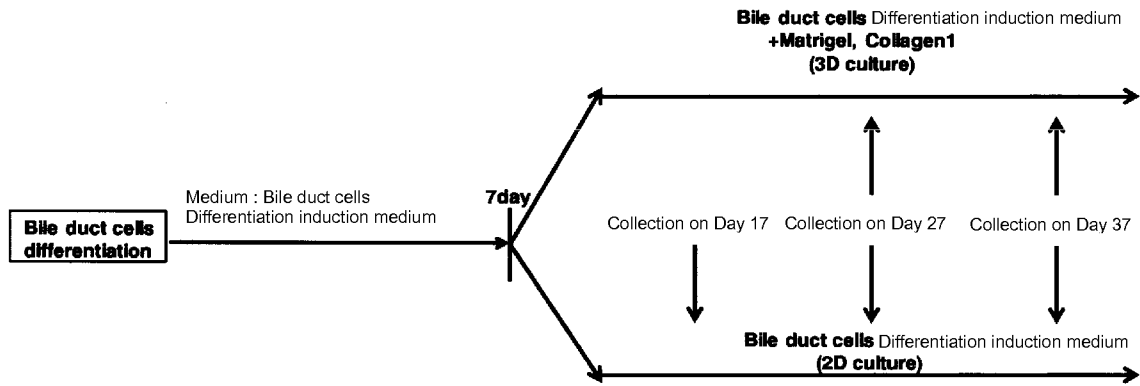 Bile duct cells Differentiation induction medium
+Matrigel, Collagen1
(3D culture)
Medium : Bile duct cells
Differentiation induction medium
7day
Bile duct cells
differentiation
Collection on Day 17
Collection on Day 27
Collection on Day 37
Bile duct cells Differentiation induction medium
(2D culture)